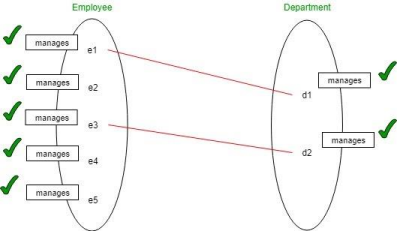 Employee
Department
manages e1
manages e2
manages e3
manages e4
manages e5
d1 manages
manages
d2